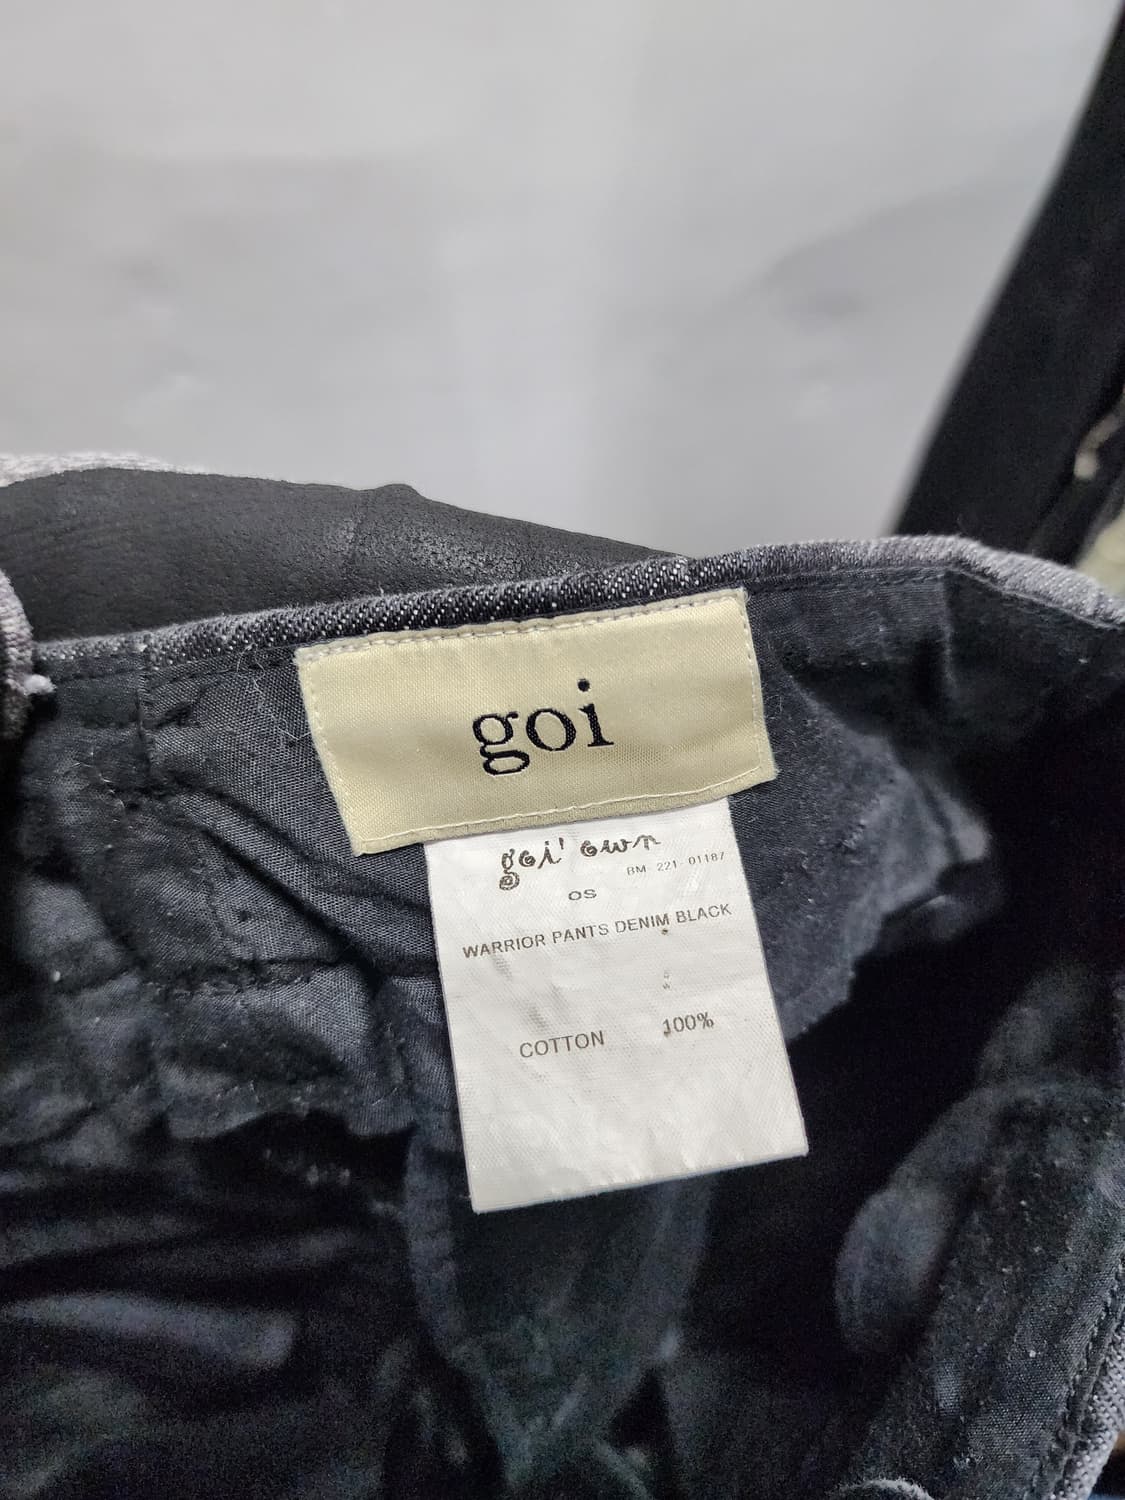 goi
goi' own
BM 221-01187
OS
WARRIOR PANTS DENIM BLACK
COTTON 100%